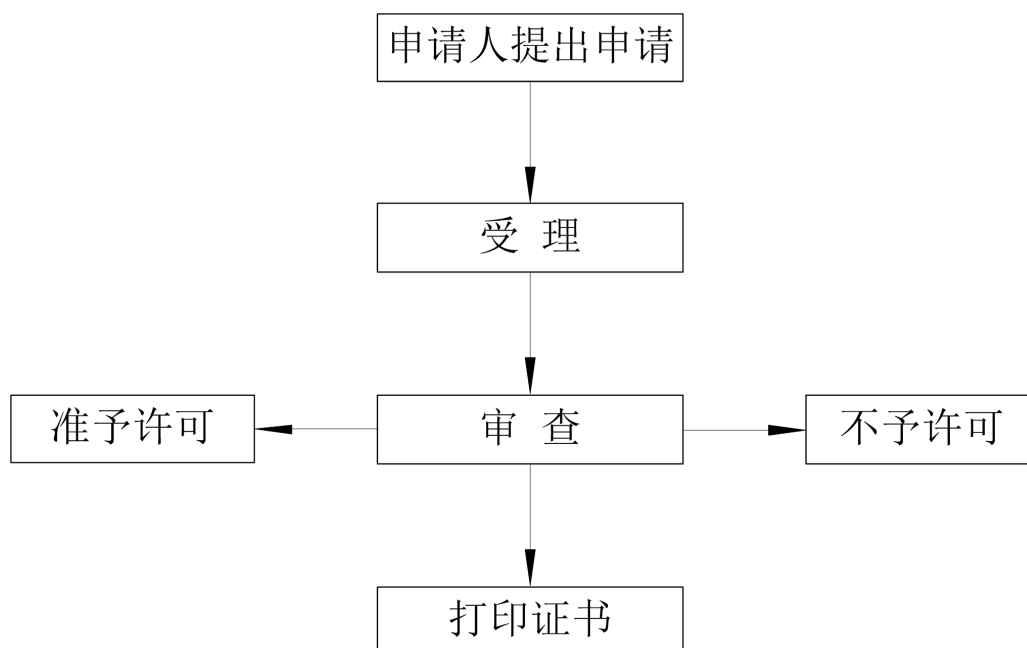 申请人提出申请
受 理
准予许可
审 查
不予许可
打印证书